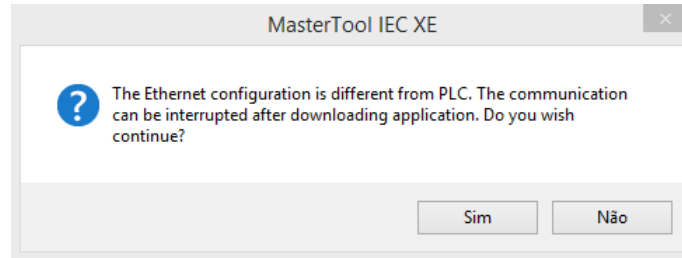 MasterTool IEC XE
The Ethernet configuration is different from PLC. The communication
can be interrupted after downloading application. Do you wish
continue?
Sim
Não